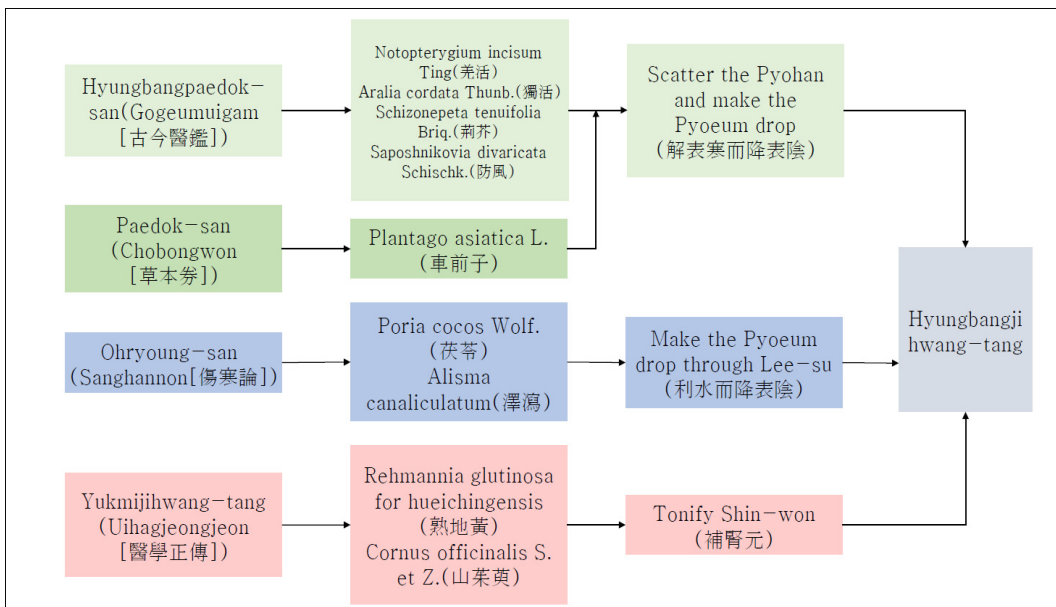 Hyungbangpaedok-
san(Gogeumuigam
[古今醫鑑])
Notopterygium incisum
Ting(羌活)
Aralia cordata Thunb.(獨活)
Schizonepeta tenuifolia
Briq.(荊芥)
Saposhnikovia divaricata
Schischk.(防風)
Scatter the Pyohan
and make the
Pyoeum drop
(解表寒而降表陰)
Paedok-san
(Chobongwon
[草本券])
Plantago asiatica L.
(車前子)
Ohryoung-san
(Sanghannon[傷寒論])
Poria cocos Wolf.
(茯苓)
Alisma
canaliculatum(澤瀉)
Make the Pyoeum
drop through Lee-su
(利水而降表陰)
Hyungbangji
hwang-tang
Yukmijihwang-tang
(Uihagjeongjeon
[醫學正傳])
Rehmannia glutinosa
for hueichingensis
(熟地黃)
Cornus officinalis S.
et Z.(山茱萸)
Tonify Shin-won
(補腎元)